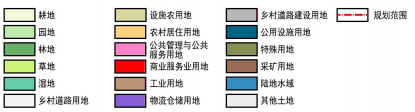 耕地
园地
林地
草地
湿地
乡村道路用地
设施农用地
农村居住用地
公共管理与公共
服务用地
商业服务业用地
工业用地
物流仓储用地
乡村道路建设用地
公用设施用地
特殊用地
采矿用地
陆地水域
其他土地
规划范围